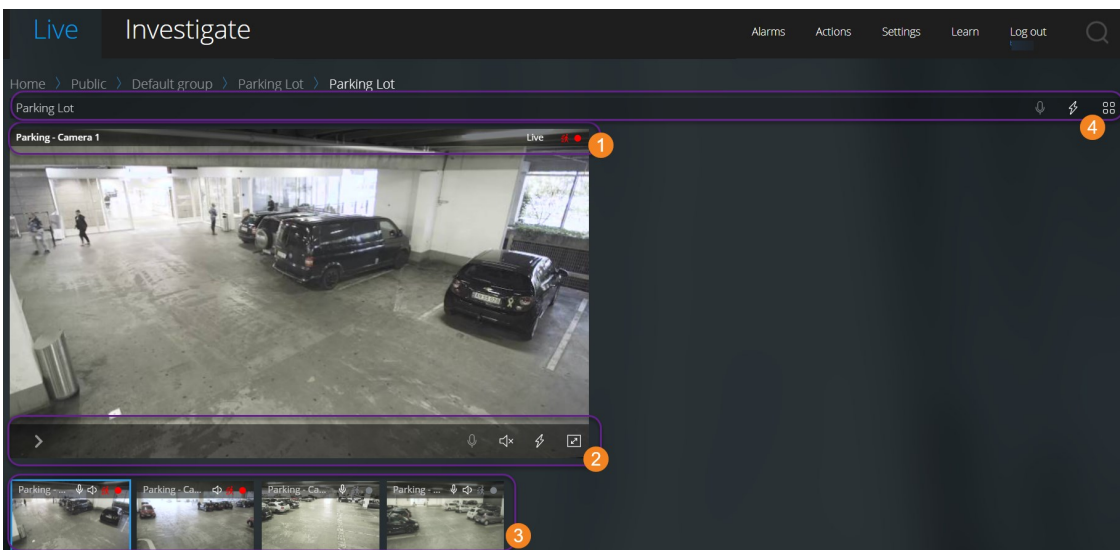 Live Investigate Alarms Actions Settings Learn Log out
Home > Public > Default group > Parking Lot > Parking Lot
Parking Lot
4
Parking - Camera 1 Live
1
2
Parking - ... Parking - Ca... Parking - Ca... Parking - ...
3